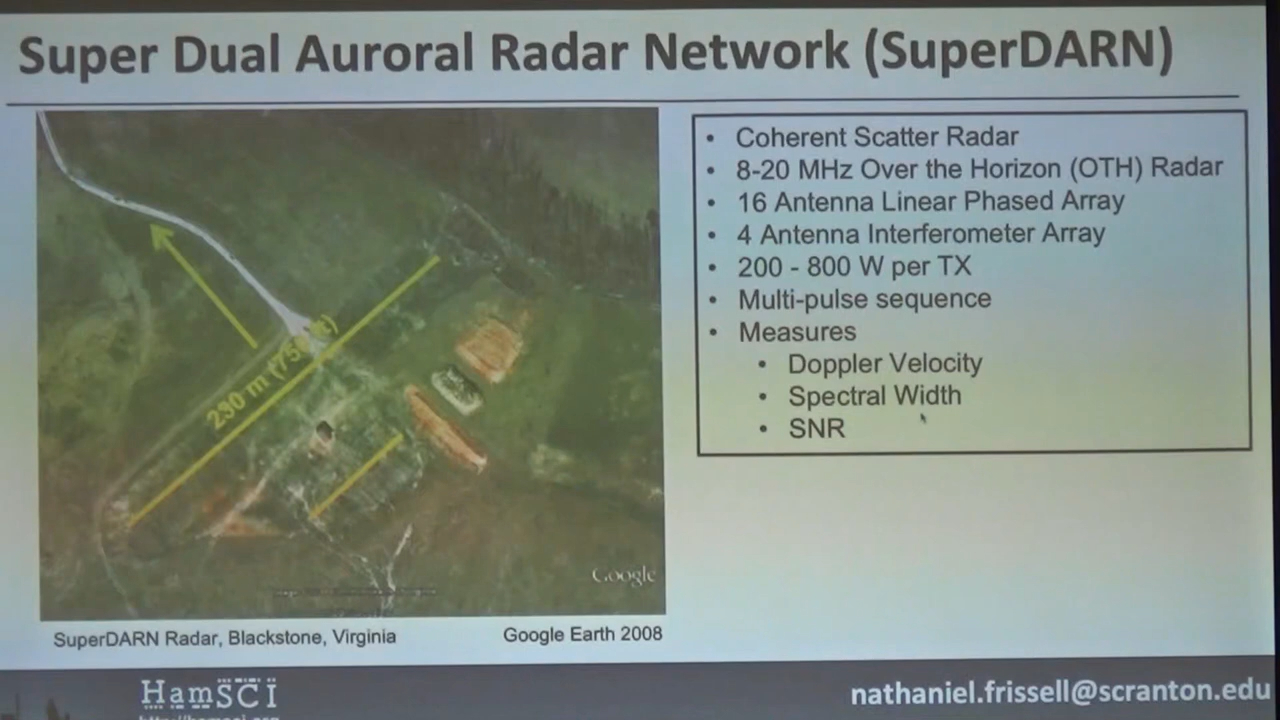 Super Dual Auroral Radar Network (SuperDARN)
• Coherent Scatter Radar
• 8-20 MHz Over the Horizon (OTH) Radar
• 16 Antenna Linear Phased Array
• 4 Antenna Interferometer Array
• 200 - 800 W per TX
• Multi-pulse sequence
• Measures
• Doppler Velocity
• Spectral Width
• SNR
230 m
Google
SuperDARN Radar, Blackstone, Virginia
Google Earth 2008
HamSCI
nathaniel.frissell@scranton.edu